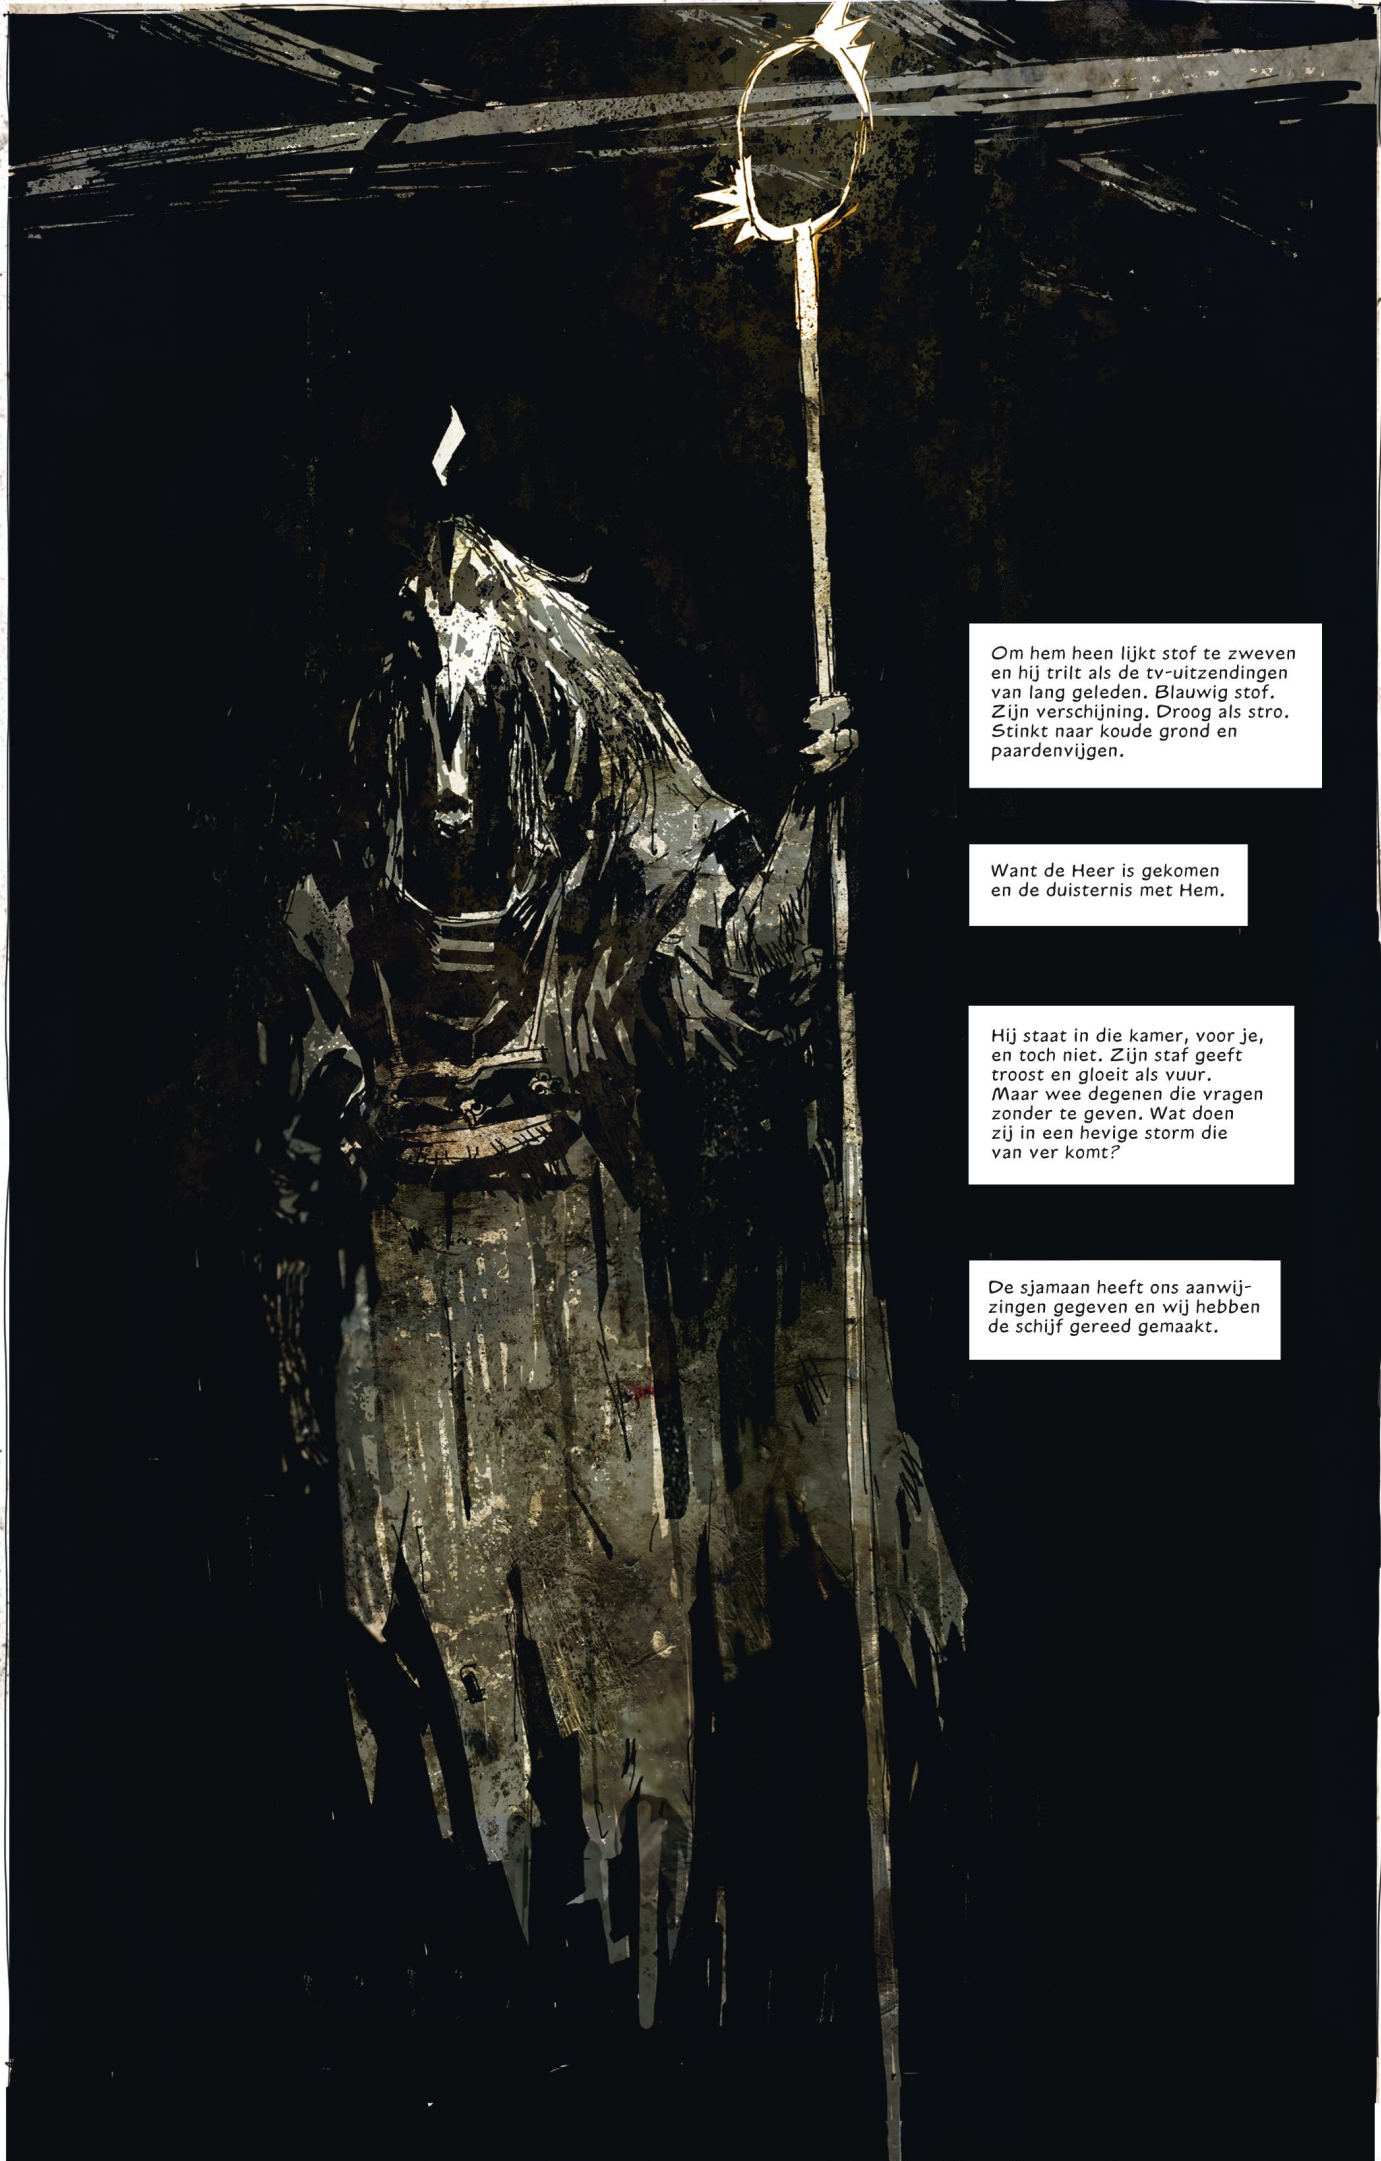 Om hem heen lijkt stof te zweven
en hij trilt als de tv-uitzendingen
van lang geleden. Blauwig stof.
Zijn verschijning. Droog als stro.
Stinkt naar koude grond en
paardenvijgen.
Want de Heer is gekomen
en de duisternis met Hem.
Hij staat in die kamer, voor je,
en toch niet. Zijn staf geeft
troost en gloeit als vuur.
Maar wee degenen die vragen
zonder te geven. Wat doen
zij in een hevige storm die
van ver komt?
De sjamaan heeft ons aanwij-
zingen gegeven en wij hebben
de schijf gereed gemaakt.